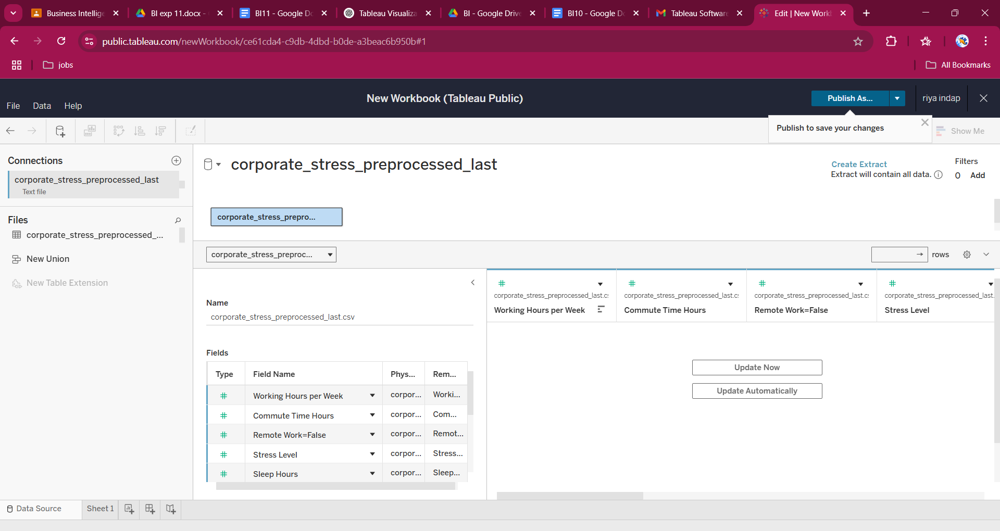 Business Intellige
BI exp 11.docx -
BI11 - Google Do
Tableau Visualiza
BI - Google Drive
BI10 - Google Do
Tableau Software
Edit | New Work
public.tableau.com/newWorkbook/ce61cda4-c9db-4dbd-b0de-a3beac6b950b#1
jobs
All Bookmarks
File Data Help
New Workbook (Tableau Public)
Publish As...
riya indap
Publish to save your changes
Show Me
Connections
corporate_stress_preprocessed_last
Text file
Files
corporate_stress_preprocessed_...
New Union
New Table Extension
corporate_stress_preprocessed_last
Create Extract
Extract will contain all data.
Filters
0 Add
corporate_stress_prepro...
corporate_stress_preproc...
rows
Name
corporate_stress_preprocessed_last.csv
Fields
Type Field Name Phys... Rem...
Working Hours per Week corpor... Worki...
Commute Time Hours corpor... Com...
Remote Work=False corpor... Remot...
Stress Level corpor... Stress...
Sleep Hours corpor... Sleep...
corporate_stress_preprocessed_last.cs
Working Hours per Week
corporate_stress_preprocessed_last.cs
Commute Time Hours
corporate_stress_preprocessed_last.cs
Remote Work=False
corporate_stress_preprocessed_last.
Stress Level
Update Now
Update Automatically
Data Source
Sheet 1